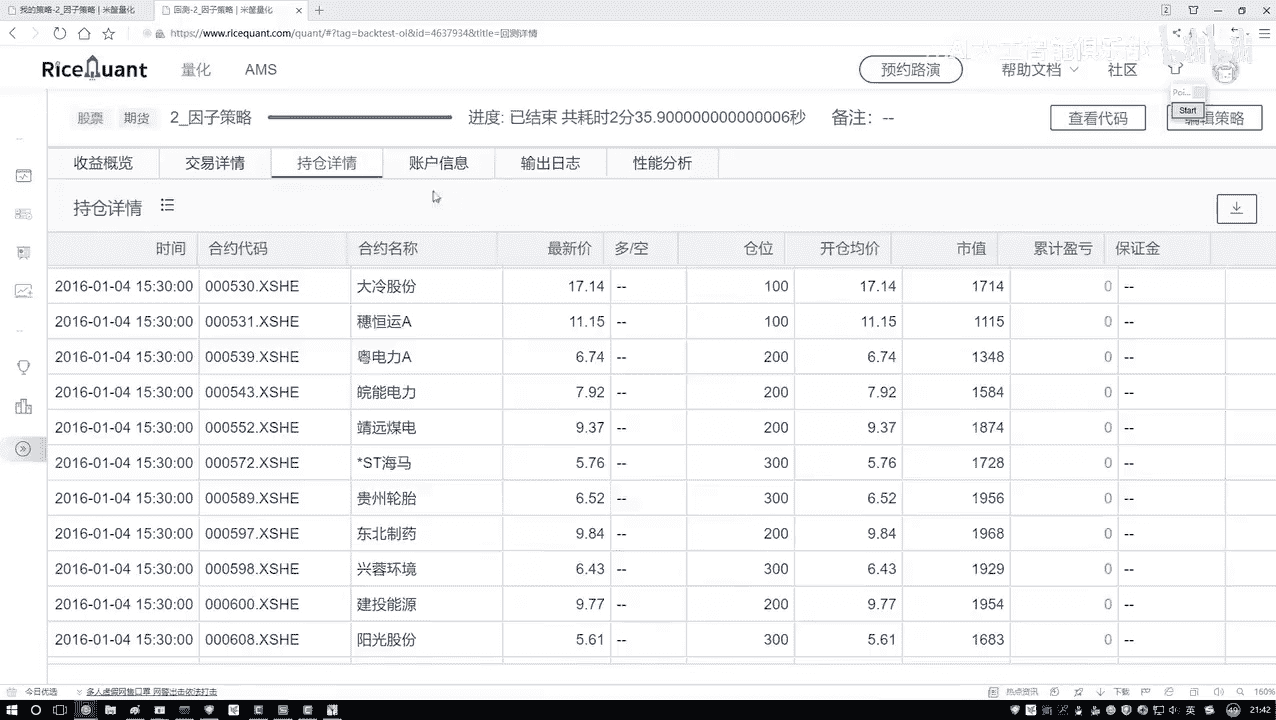 我的策略-2_因子策略 | 米筐量化
回测-2_因子策略 | 米筐量化
2
https://www.ricequant.com/quant/#?tag=backtest-ol&id=4637934&title=回测详情
RiceQuant 量化 AMS 预约路演 帮助文档 社区
Poi...
Start
股票 期货 2_因子策略 进度: 已结束 共耗时2分35.900000000000006秒 备注: -- 查看代码 编辑策略
收益概览 交易详情 持仓详情 账户信息 输出日志 性能分析
持仓详情
时间 合约代码 合约名称 最新价 多/空 仓位 开仓均价 市值 累计盈亏 保证金
2016-01-04 15:30:00 000530.XSHE 大冷股份 17.14 -- 100 17.14 1714 0 --
2016-01-04 15:30:00 000531.XSHE 穗恒运A 11.15 -- 100 11.15 1115 0 --
2016-01-04 15:30:00 000539.XSHE 粤电力A 6.74 -- 200 6.74 1348 0 --
2016-01-04 15:30:00 000543.XSHE 皖能电力 7.92 -- 200 7.92 1584 0 --
2016-01-04 15:30:00 000552.XSHE 靖远煤电 9.37 -- 200 9.37 1874 0 --
2016-01-04 15:30:00 000572.XSHE *ST海马 5.76 -- 300 5.76 1728 0 --
2016-01-04 15:30:00 000589.XSHE 贵州轮胎 6.52 -- 300 6.52 1956 0 --
2016-01-04 15:30:00 000597.XSHE 东北制药 9.84 -- 200 9.84 1968 0 --
2016-01-04 15:30:00 000598.XSHE 兴蓉环境 6.43 -- 300 6.43 1929 0 --
2016-01-04 15:30:00 000600.XSHE 建投能源 9.77 -- 200 9.77 1954 0 --
2016-01-04 15:30:00 000608.XSHE 阳光股份 5.61 -- 300 5.61 1683 0 --
今日优选 多人虚假网售口罩 网警出击依法打击 热点资讯 下载 160%
英 21:42